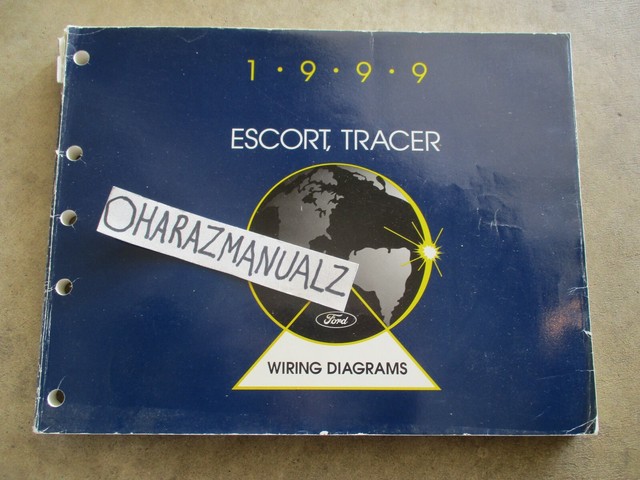 1 • 9 • 9 • 9
ESCORT, TRACER
OHARAZMANUALZ
Ford
WIRING DIAGRAMS